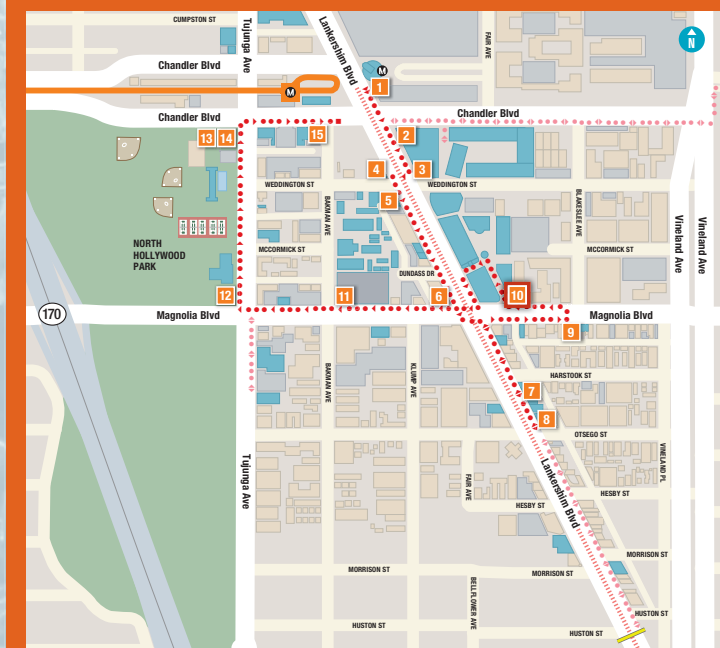 CUMPSTON ST
Tujunga Ave
Lankershim Blvd
FAIR AVE
N
Chandler Blvd
M
M
1
Chandler Blvd
Chandler Blvd
13
14
15
2
4
3
WEDDINGTON ST
WEDDINGTON ST
5
BAKMAN AVE
BLAKESLEE AVE
Vineland Ave
Vineland Ave
NORTH
HOLLYWOOD
PARK
MCCORMICK ST
MCCORMICK ST
DUNDASS DR
12
11
6
10
170
Magnolia Blvd
Magnolia Blvd
9
BAKMAN AVE
KLUMP AVE
HARSTOOK ST
7
8
OTSEGO ST
VINELAND PL
Tujunga Ave
FAIR AVE
Lankershim Blvd
HESBY ST
HESBY ST
MORRISON ST
MORRISON ST
MORRISON ST
BELLFLOWER AVE
HUSTON ST
HUSTON ST
HUSTON ST